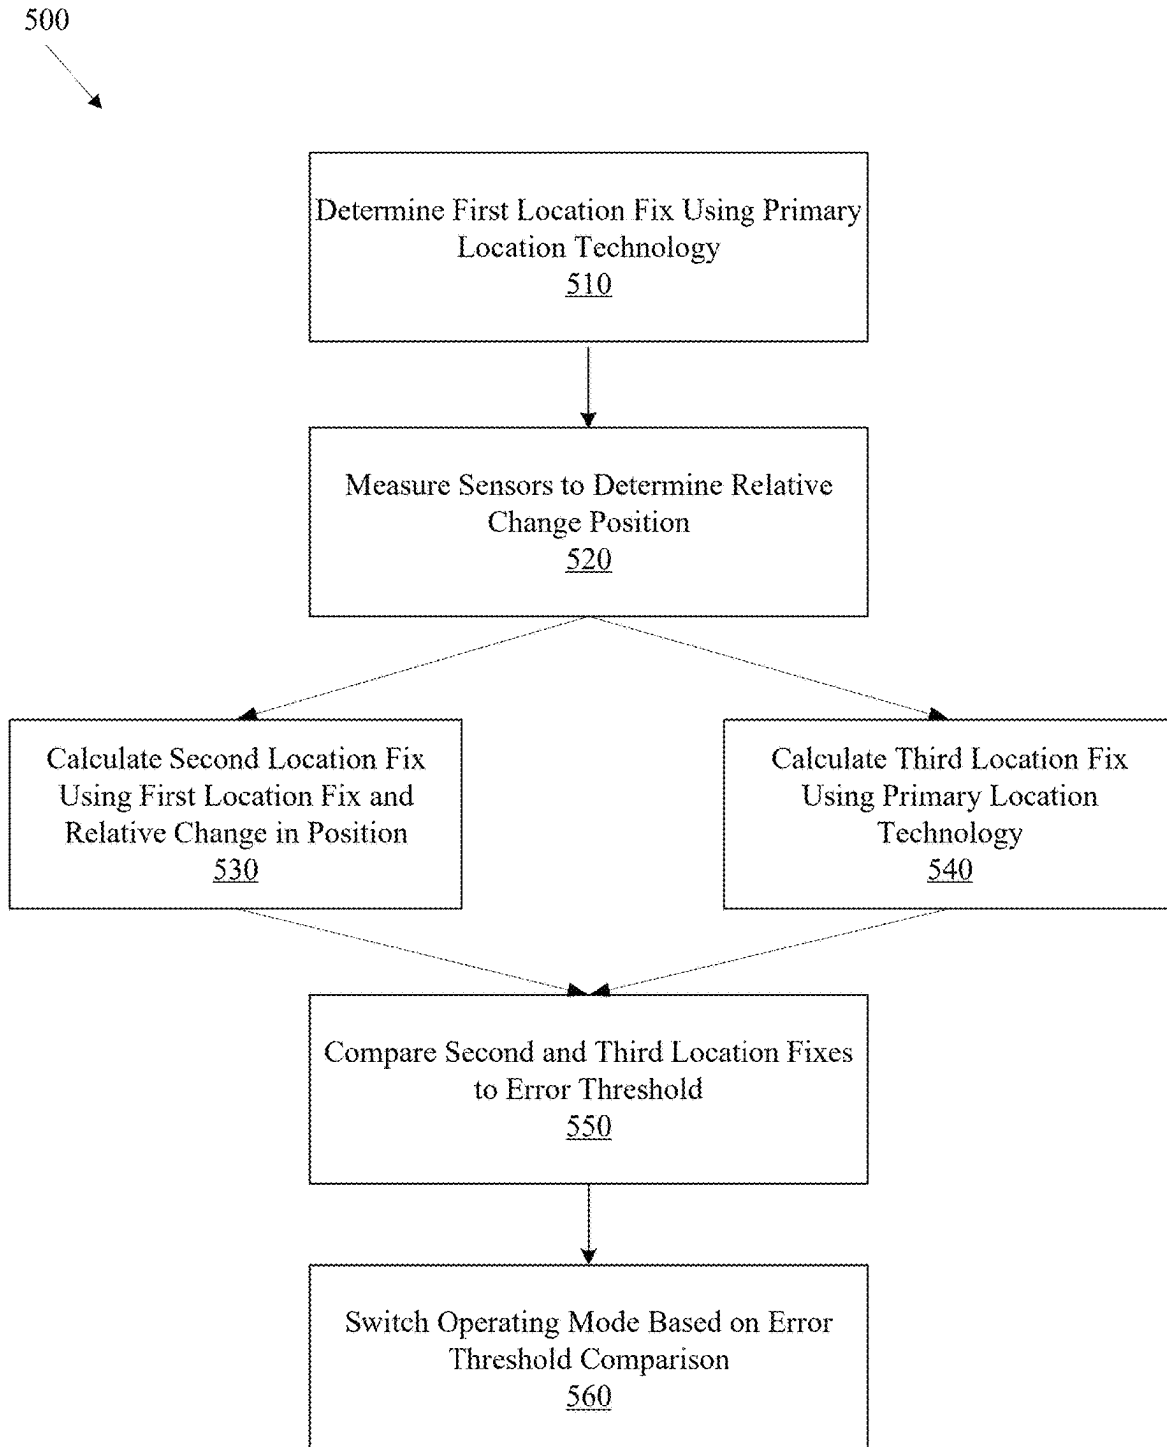 500
Determine First Location Fix Using Primary
Location Technology
510
Measure Sensors to Determine Relative
Change Position
520
Calculate Second Location Fix
Using First Location Fix and
Relative Change in Position
530
Calculate Third Location Fix
Using Primary Location
Technology
540
Compare Second and Third Location Fixes
to Error Threshold
550
Switch Operating Mode Based on Error
Threshold Comparison
560